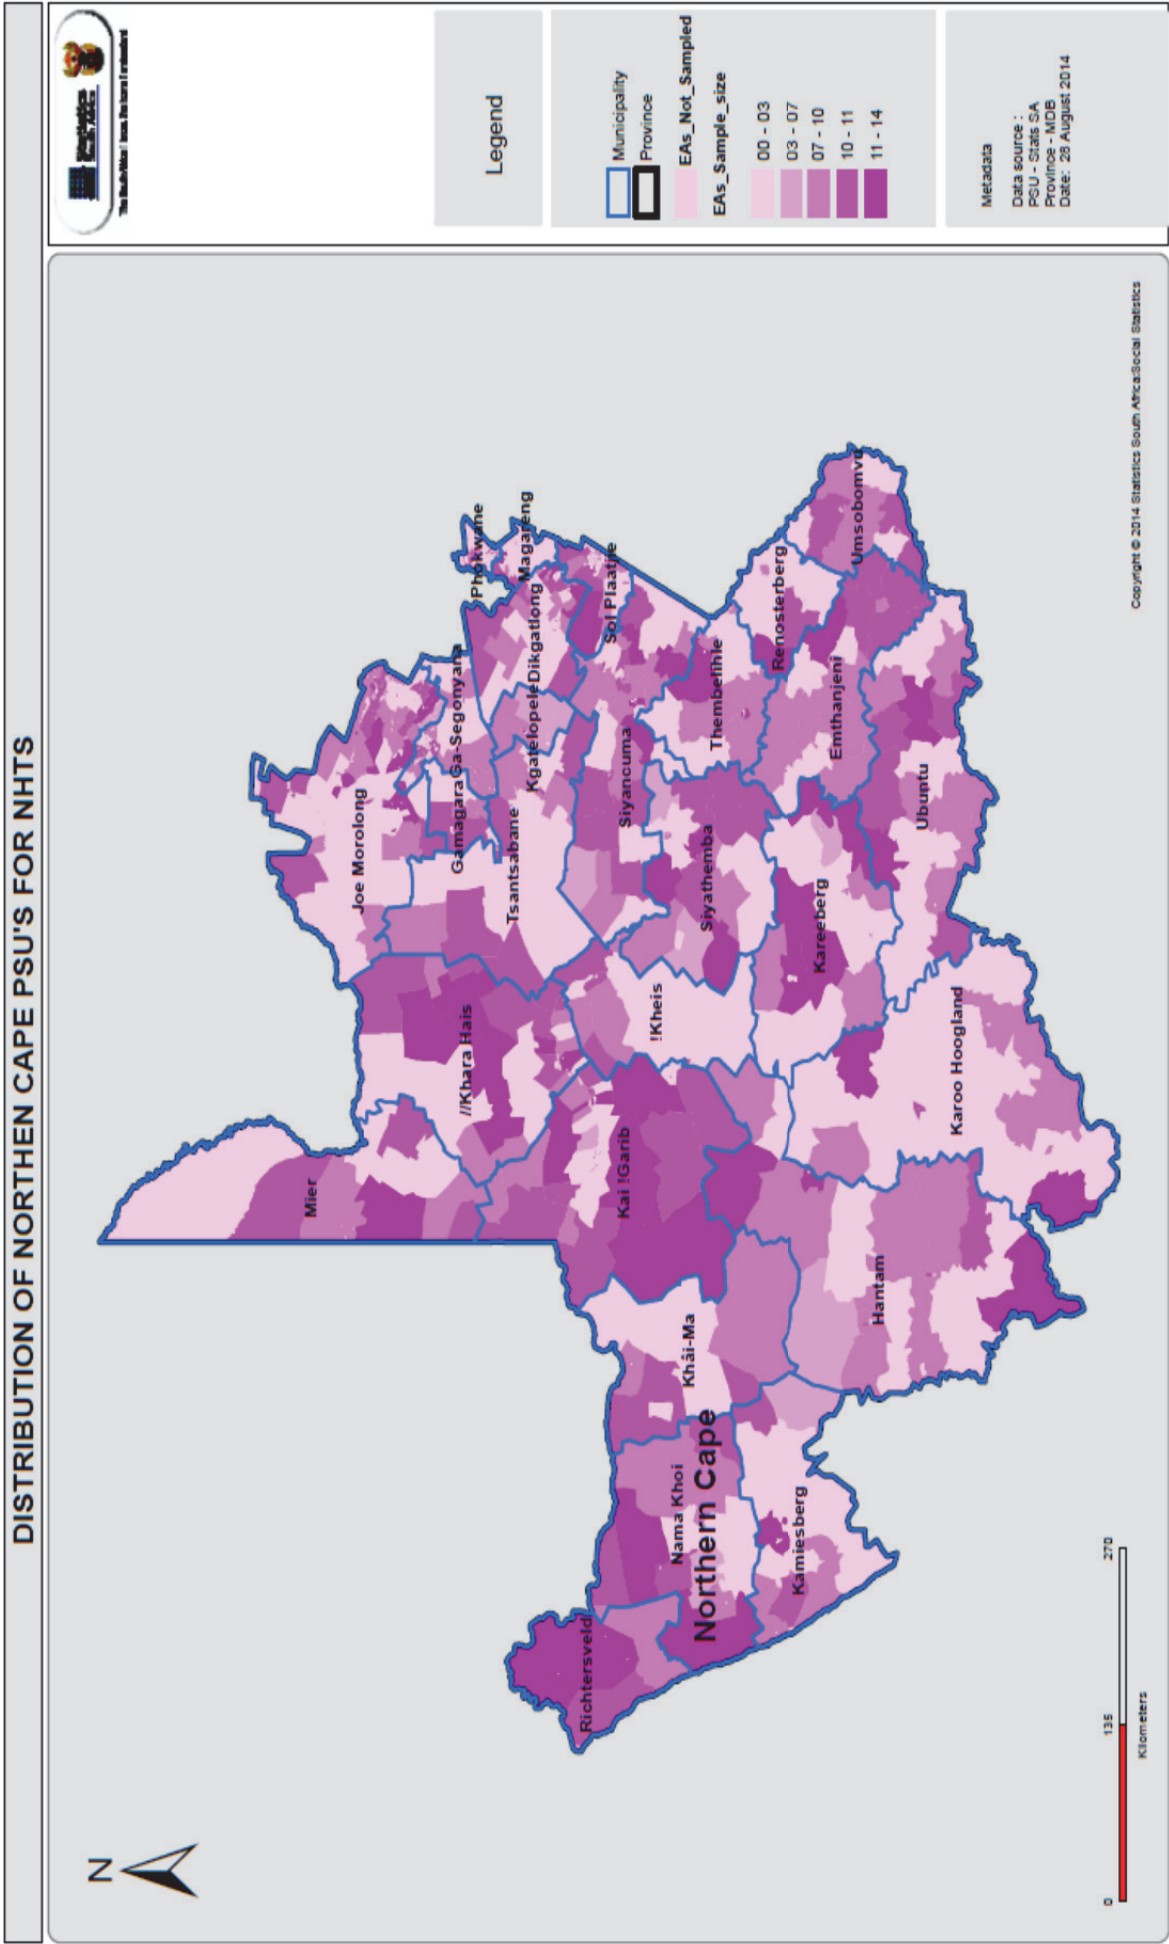 DISTRIBUTION OF NORTHEN CAPE PSU'S FOR NHTS
N
Mier
Joe Morolong
//Khara Hais
Gamagara
Ga-Segonyana
Phokwane
Magareng
Tsantsabane
Kgatelopele
Dikgatlong
Sol Plaatjie
Richtersveld
Kai !Garib
!Kheis
Siyancuma
Nama Khoi
Khâi-Ma
Siyathemba
Thembelihle
Renosterberg
Northern Cape
Kamiesberg
Kareeberg
Emthanjeni
Umsobomvu
Hantam
Ubuntu
Karoo Hoogland
0 135 270
Kilometers
Copyright © 2014 Statistics South Africa:Social Statistics
Legend
Municipality
Province
EAs_Not_Sampled
EAs_Sample_size
00 - 03
03 - 07
07 - 10
10 - 11
11 - 14
Metadata
Data source :
PSU - Stats SA
Province - MDB
Date: 28 August 2014